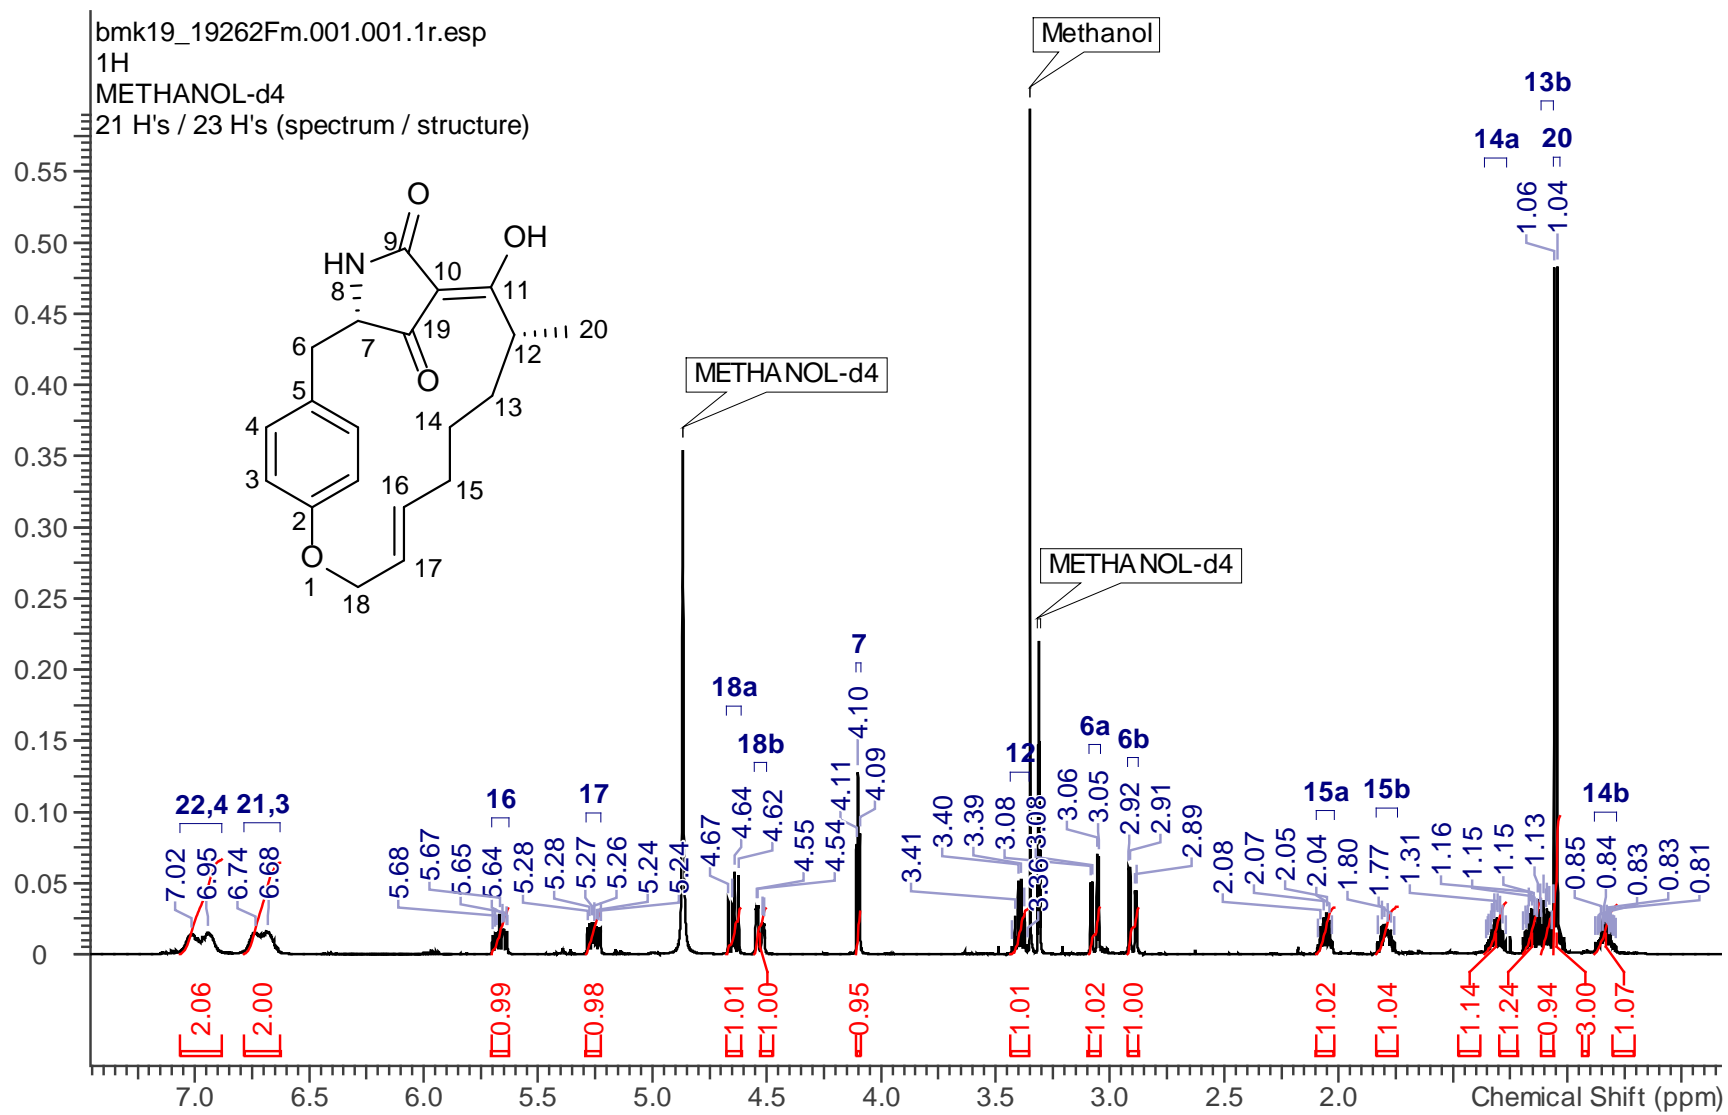 bmk19_19262Fm.001.001.1r.esp
1H
METHANOL-d4
21 H's / 23 H's (spectrum / structure)
Methanol
METHANOL-d4
METHANOL-d4
13b
14a 20
1.06 1.04
O
9
OH
HN
8
10
11
19
20
12
6
7
O
5
13
14
4
3
16
15
2
O
1
17
18
22,4 21,3 16 17 18a 18b 7 12 6a 6b 15a 15b 14b
7.02 6.95 6.74 6.68 5.68 5.67 5.65 5.64 5.28 5.28 5.27 5.26 5.24 5.24 4.67 4.64 4.62 4.55 4.54 4.11 4.10 4.09 3.41 3.40 3.39 3.08 3.36 3.08 3.06 3.05 2.92 2.91 2.89 2.08 2.07 2.05 2.04 1.80 1.77 1.31 1.16 1.15 1.15 1.13 0.85 0.84 0.83 0.83 0.81
0.55
0.50
0.45
0.40
0.35
0.30
0.25
0.20
0.15
0.10
0.05
0
2.06 2.00 0.99 0.98 1.01 1.00 0.95 1.01 1.02 1.00 1.02 1.04 1.14 1.24 0.94 3.00 1.07
7.0 6.5 6.0 5.5 5.0 4.5 4.0 3.5 3.0 2.5 2.0 Chemical Shift (ppm)